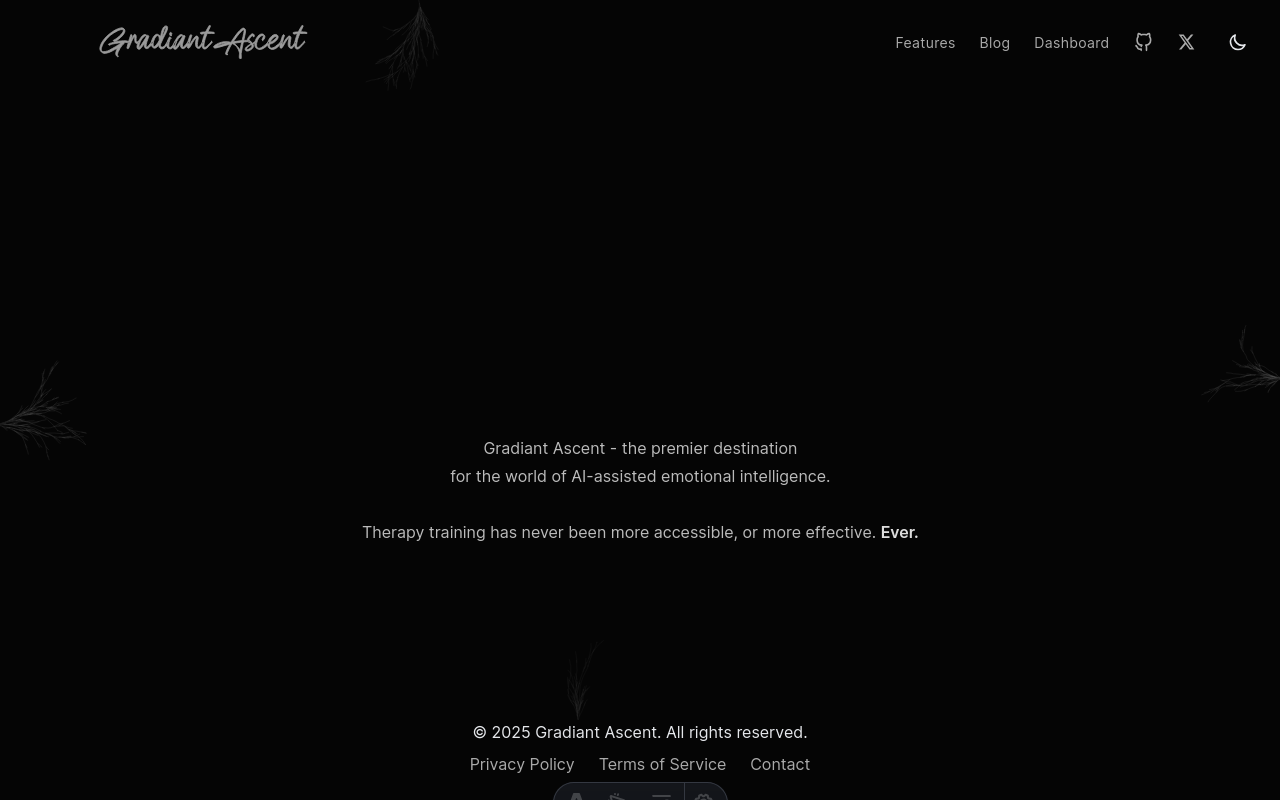 Gradiant Ascent
Features
Blog
Dashboard
Gradiant Ascent - the premier destination
for the world of AI-assisted emotional intelligence.
Therapy training has never been more accessible, or more effective. Ever.
© 2025 Gradiant Ascent. All rights reserved.
Privacy Policy
Terms of Service
Contact